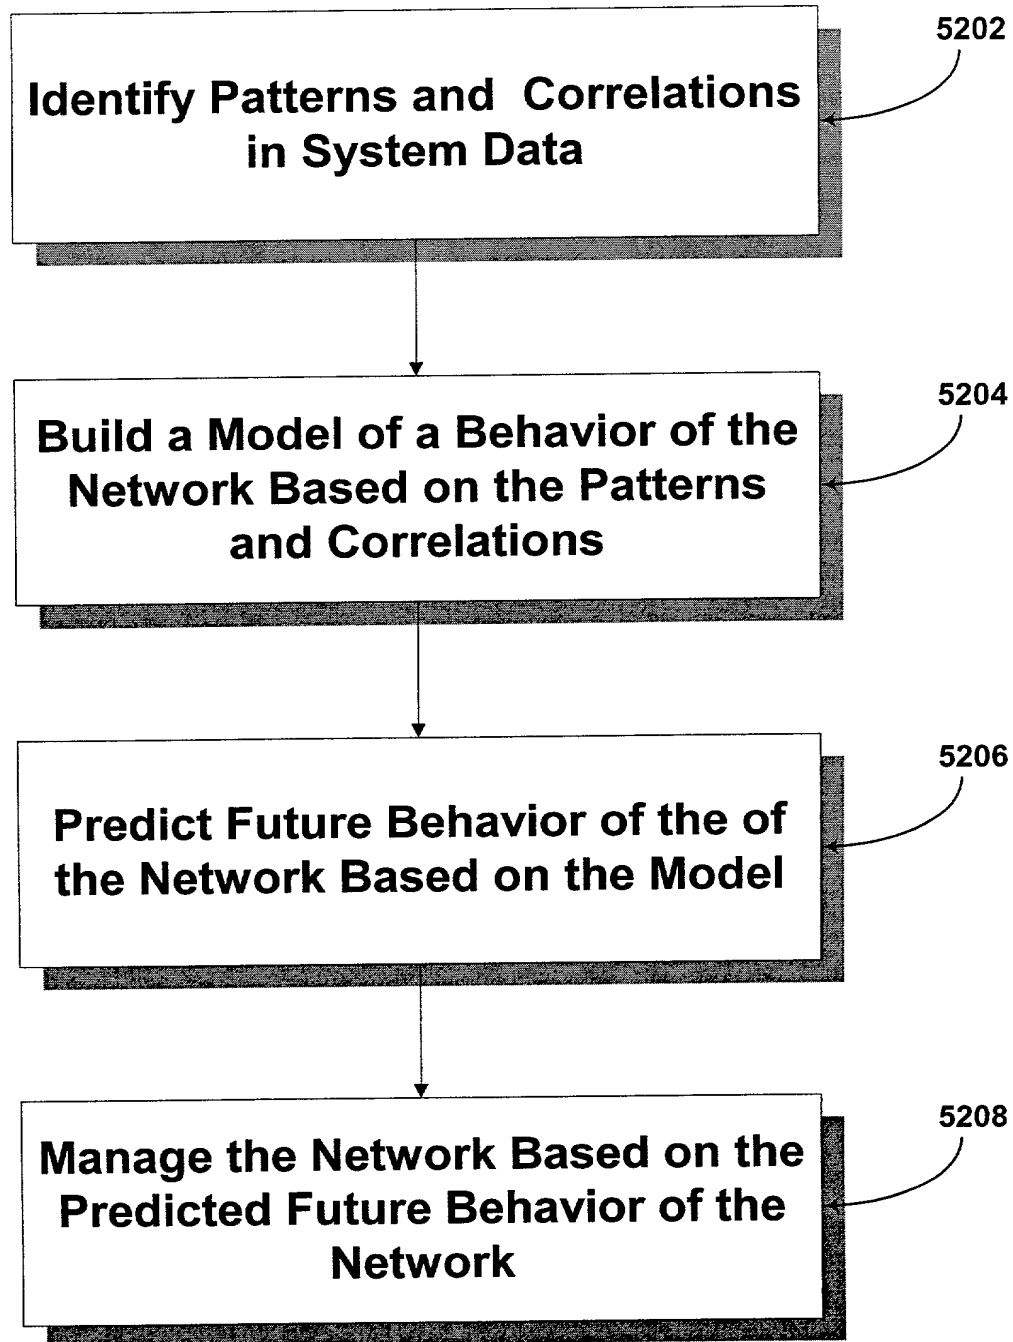 5202
Identify Patterns and Correlations
in System Data
5204
Build a Model of a Behavior of the
Network Based on the Patterns
and Correlations
5206
Predict Future Behavior of the of
the Network Based on the Model
5208
Manage the Network Based on the
Predicted Future Behavior of the
Network